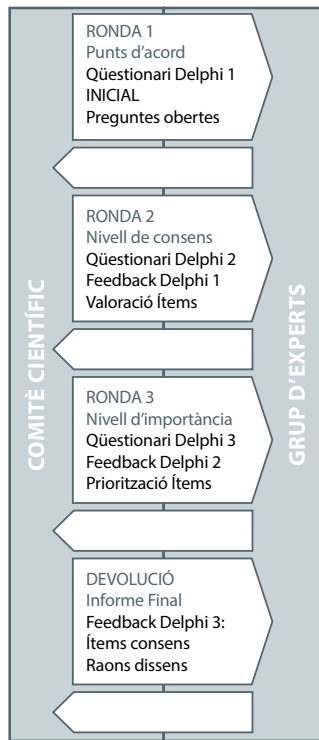 RONDA 1
Punts d’acord
Qüestionari Delphi 1
INICIAL
Preguntes obertes
RONDA 2
Nivell de consens
Qüestionari Delphi 2
Feedback Delphi 1
Valoració Ítems
COMITÈ CIENTÍFIC
GRUP D’EXPERTS
RONDA 3
Nivell d’importància
Qüestionari Delphi 3
Feedback Delphi 2
Priorització Ítems
DEVOLUCIÓ
Informe Final
Feedback Delphi 3:
Ítems consens
Raons dissens